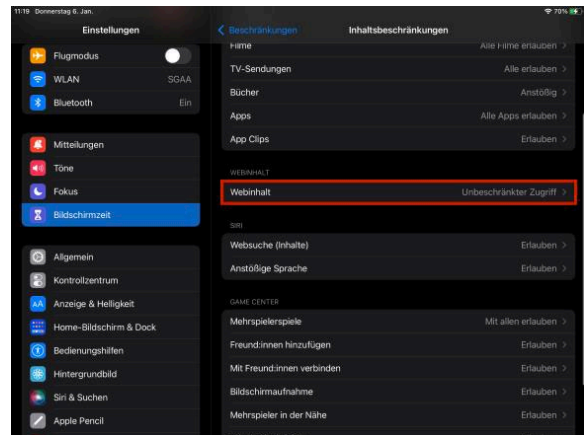 11:19 Donnerstag 6. Jan.
70%
Einstellungen
Flugmodus
WLAN SGAA
Bluetooth Ein
Mitteilungen
Töne
Fokus
Bildschirmzeit
Allgemein
Kontrollzentrum
AA Anzeige & Helligkeit
Home-Bildschirm & Dock
Bedienungshilfen
Hintergrundbild
Siri & Suchen
Apple Pencil
Beschränkungen Inhaltsbeschränkungen
Filme Alle Filme erlauben
TV-Sendungen Alle erlauben
Bücher Anstößig
Apps Alle Apps erlauben
App Clips Erlauben
WEBINHALT
Webinhalt Unbeschränkter Zugriff
SIRI
Websuche (Inhalte) Erlauben
Anstößige Sprache Erlauben
GAME CENTER
Mehrspielerspiele Mit allen erlauben
Freund:innen hinzufügen Erlauben
Mit Freund:innen verbinden Erlauben
Bildschirmaufnahme Erlauben
Mehrspieler in der Nähe Erlauben